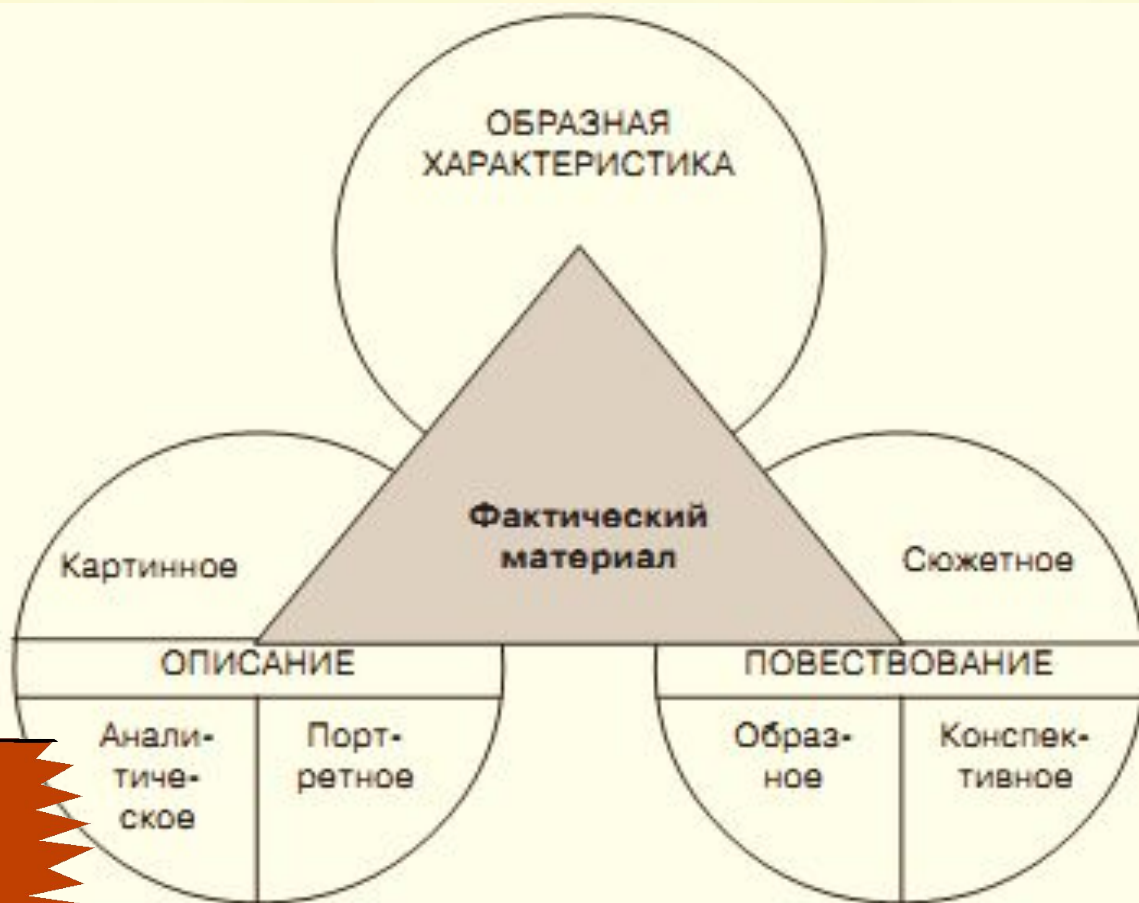 ОБРАЗНАЯ
ХАРАКТЕРИСТИКА
Фактический
материал
Картинное
ОПИСАНИЕ
Анали-
тиче-
ское
Порт-
ретное
Сюжетное
ПОВЕСТВОВАНИЕ
Образ-
ное
Конспек-
тивное